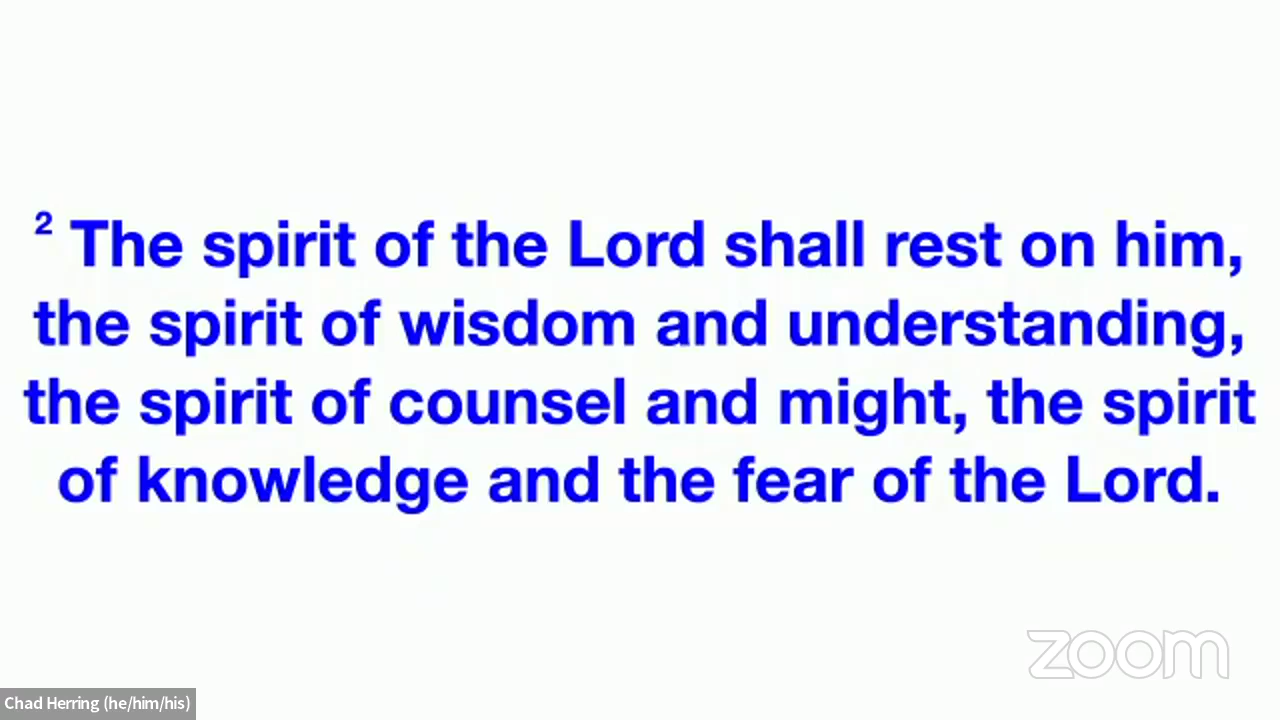 2 The spirit of the Lord shall rest on him,
the spirit of wisdom and understanding,
the spirit of counsel and might, the spirit
of knowledge and the fear of the Lord.
zoom
Chad Herring (he/him/his)